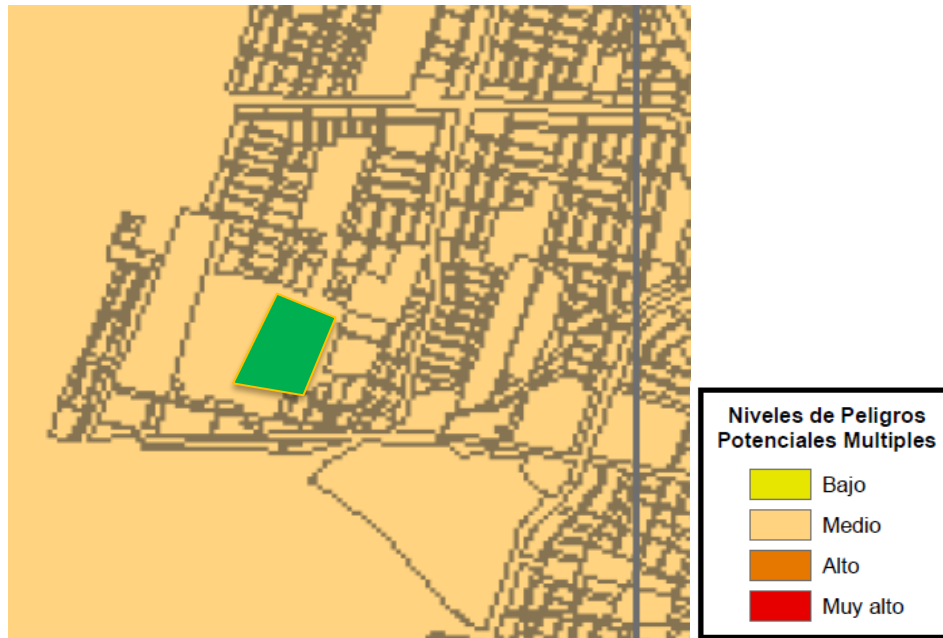 Niveles de Peligros
Potenciales Multiples
Bajo
Medio
Alto
Muy alto